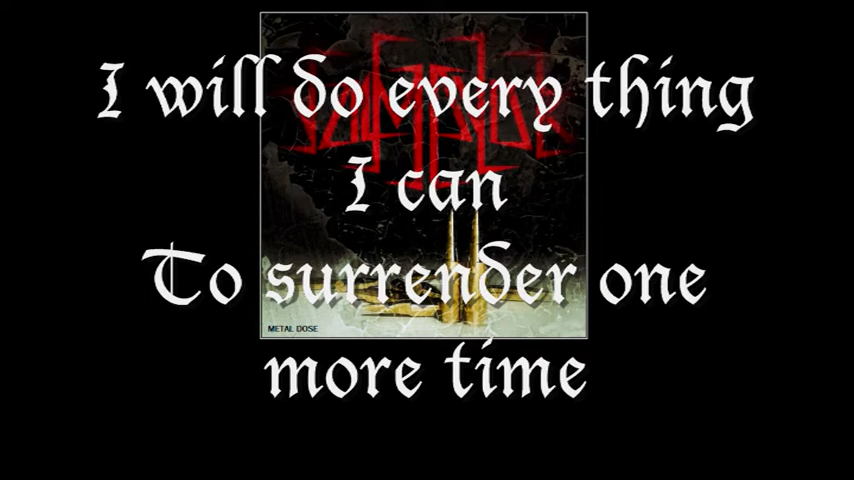 I will do every thing
I can
To surrender one
more time
METAL DOSE